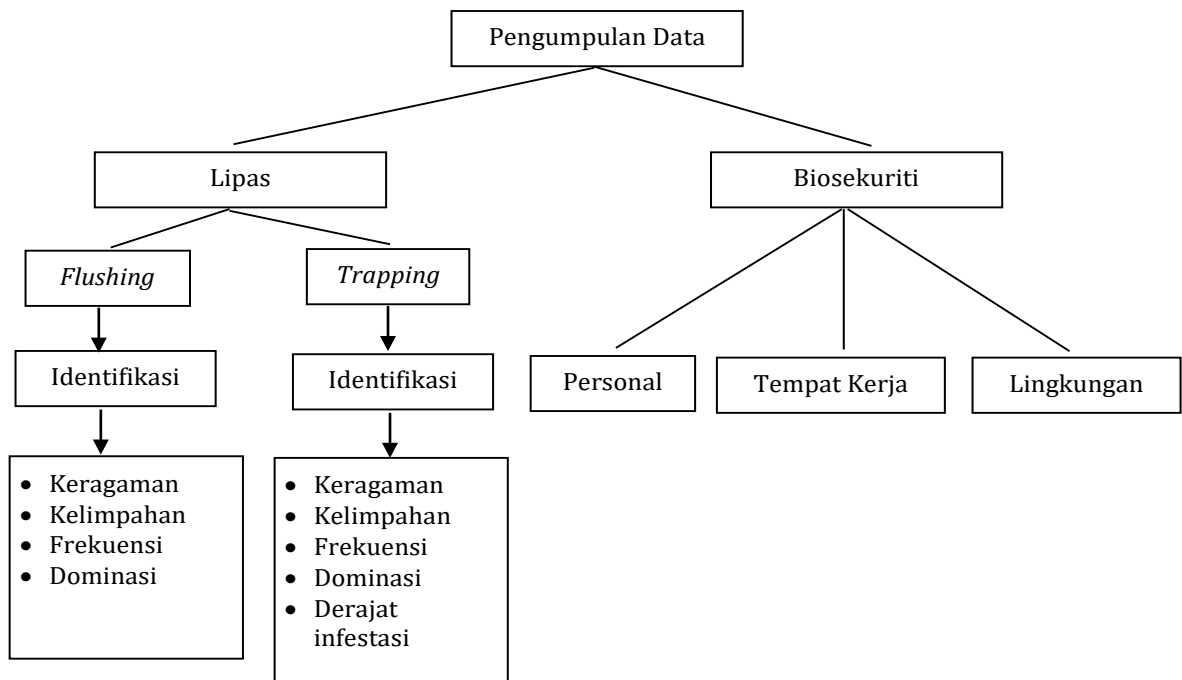 Pengumpulan Data
Lipas
Biosekuriti
Flushing
Trapping
Identifikasi
Identifikasi
Personal
Tempat Kerja
Lingkungan
• Keragaman
• Kelimpahan
• Frekuensi
• Dominasi
• Keragaman
• Kelimpahan
• Frekuensi
• Dominasi
• Derajat
infestasi